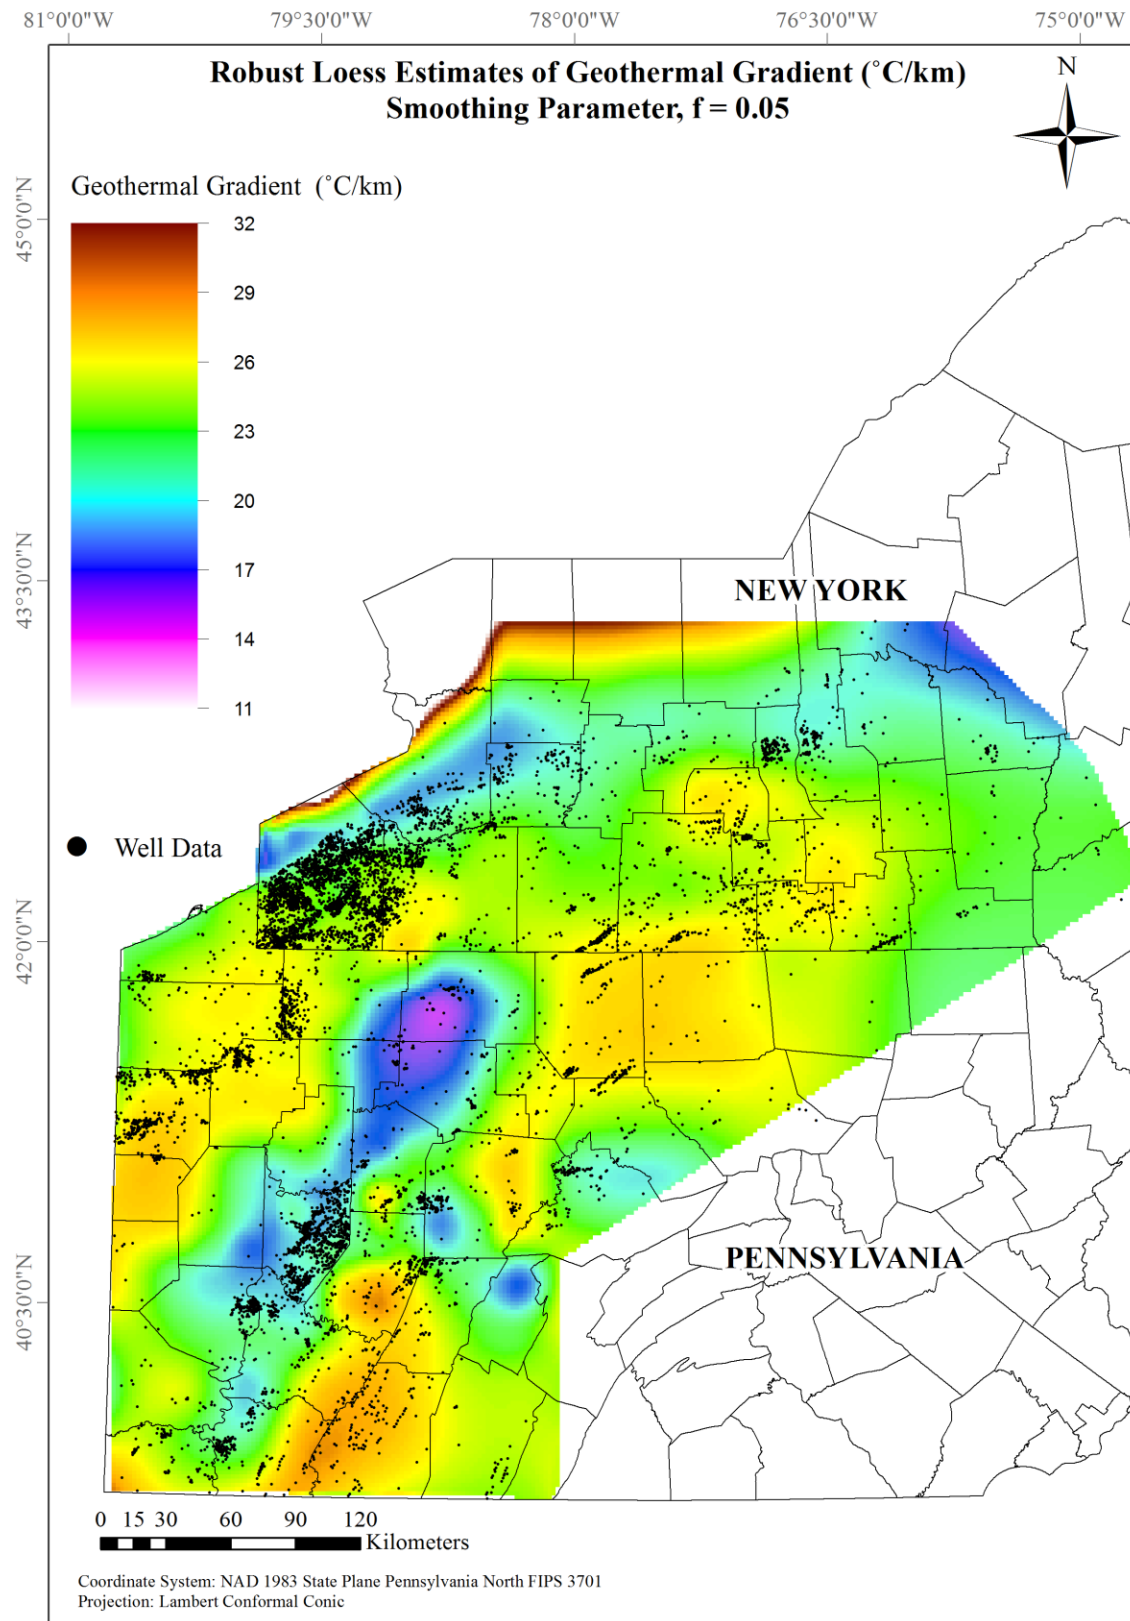 81°0'0"W 79°30'0"W 78°0'0"W 76°30'0"W 75°0'0"W
Robust Loess Estimates of Geothermal Gradient (˚C/km)
Smoothing Parameter, f = 0.05
N
Geothermal Gradient (˚C/km)
32
29
26
23
20
17
14
11
45°0'0"N
43°30'0"N
42°0'0"N
40°30'0"N
NEW YORK
Well Data
PENNSYLVANIA
0 15 30 60 90 120
Kilometers
Coordinate System: NAD 1983 State Plane Pennsylvania North FIPS 3701
Projection: Lambert Conformal Conic